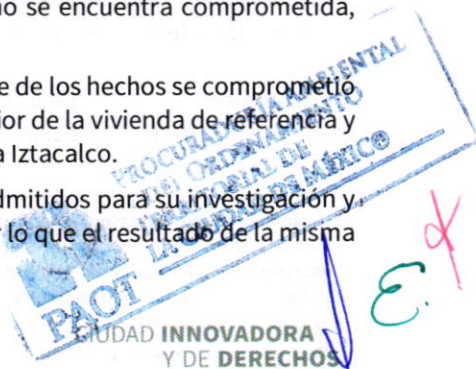 no se encuentra comprometida,
e de los hechos se comprometió
ior de la vivienda de referencia y
a Iztacalco.
dmitidos para su investigación y,
r lo que el resultado de la misma
PROCURADURÍA AMBIENTAL
Y DEL ORDENAMIENTO
TERRITORIAL DE
LA CIUDAD DE MÉXICO
PAOT
CIUDAD INNOVADORA
Y DE DERECHOS
E.